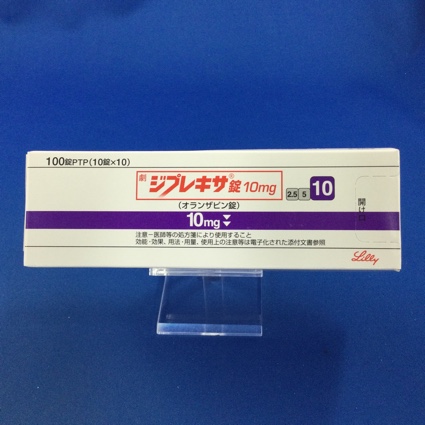 100錠PTP(10錠×10)
劇 ジプレキサ®錠10mg
2.5 5 10
(オランザピン錠)
10mg
注意-医師等の処方箋により使用すること
効能・効果、用法・用量、使用上の注意等は電子化された添付文書参照
開け口
Lilly